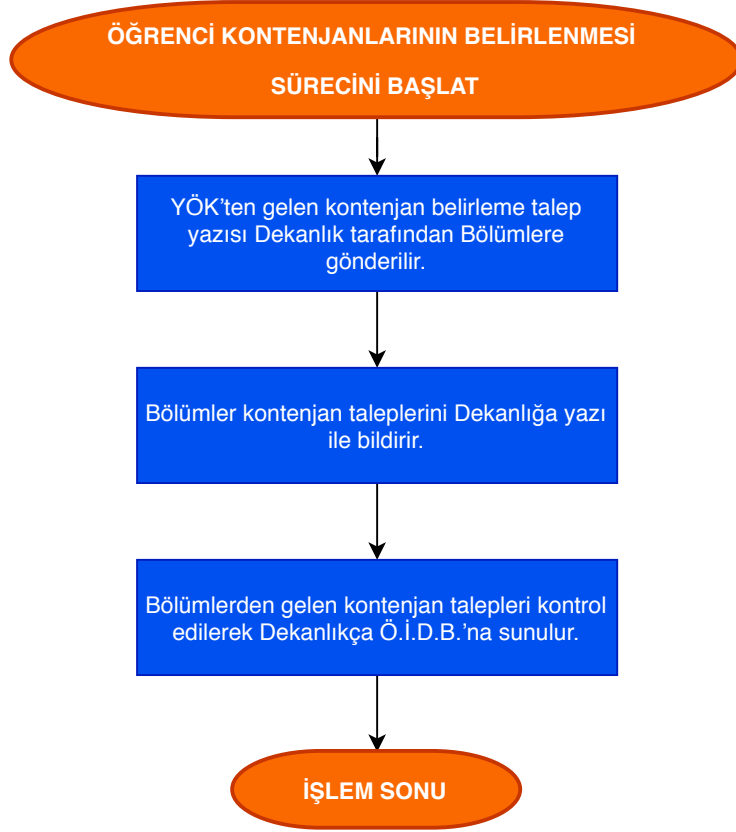 ÖĞRENCİ KONTENJANLARININ BELİRLENMESİ
SÜRECİNİ BAŞLAT
YÖK’ten gelen kontenjan belirleme talep
yazısı Dekanlık tarafından Bölümlere
gönderilir.
Bölümler kontenjan taleplerini Dekanlığa yazı
ile bildirir.
Bölümlerden gelen kontenjan talepleri kontrol
edilerek Dekanlıkça Ö.İ.D.B.’na sunulur.
İŞLEM SONU